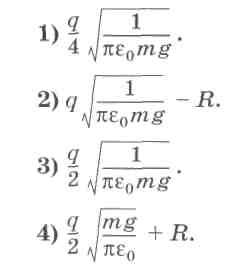 1) q/4 √(1/(πε₀mg)).
2) q √(1/(πε₀mg)) − R.
3) q/2 √(1/(πε₀mg)).
4) q/2 √(mg/(πε₀)) + R.